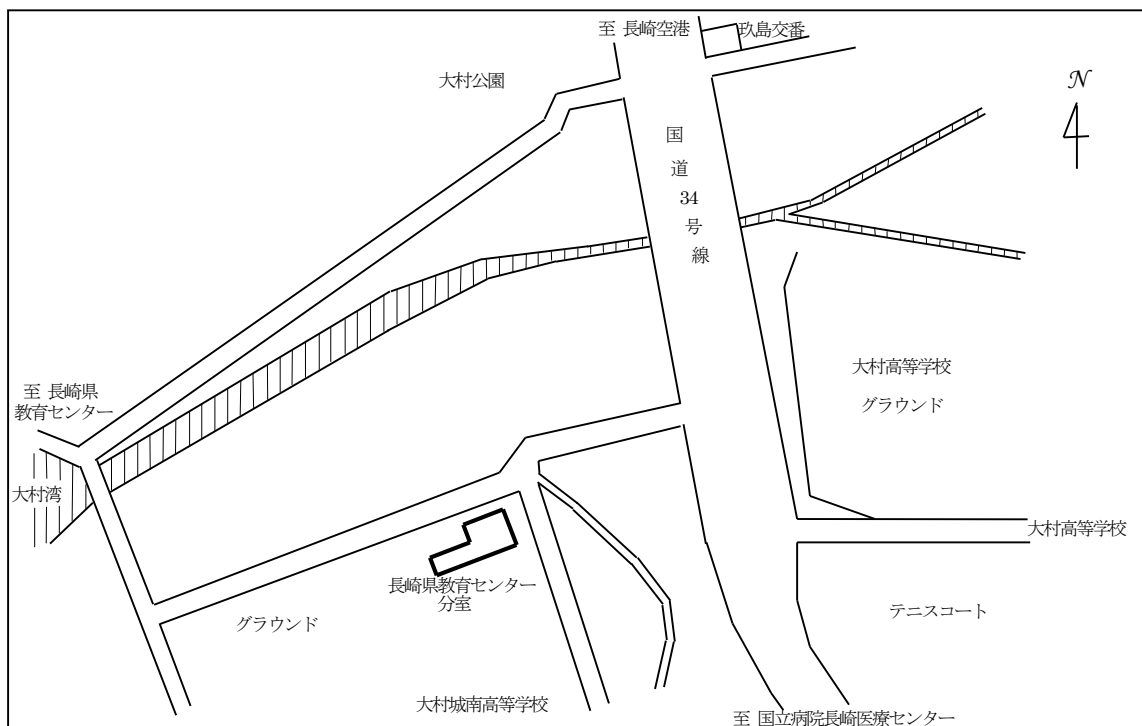 至 長崎空港
玖島交番
大村公園
N
国道34号線
大村高等学校
グラウンド
至 長崎県
教育センター
大村湾
大村高等学校
長崎県教育センター
分室
グラウンド
テニスコート
大村城南高等学校
至 国立病院長崎医療センター